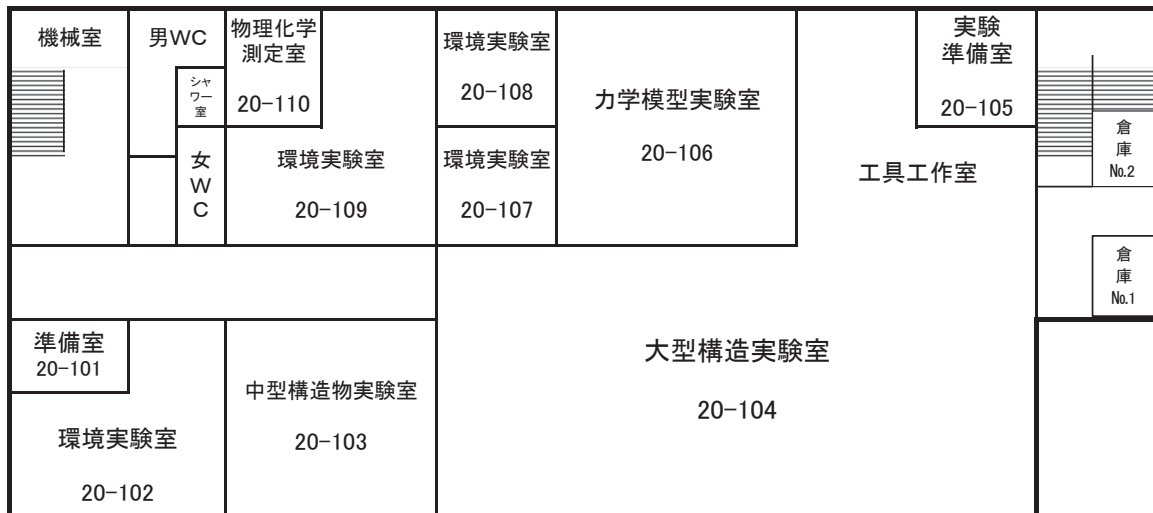 機械室
男WC
シャ
ワー
室
女
W
C
物理化学
測定室
20-110
環境実験室
20-109
環境実験室
20-108
環境実験室
20-107
力学模型実験室
20-106
実験
準備室
20-105
工具工作室
倉
庫
No.2
倉
庫
No.1
準備室
20-101
環境実験室
20-102
中型構造物実験室
20-103
大型構造実験室
20-104